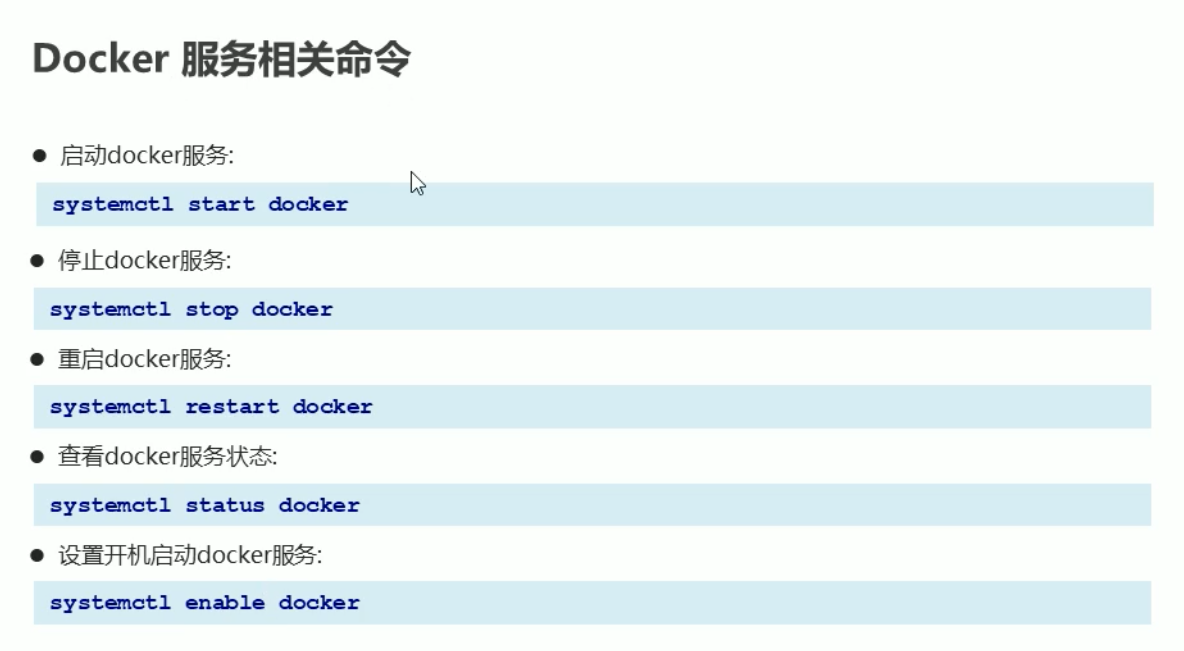 Docker 服务相关命令
● 启动docker服务:
systemctl start docker
● 停止docker服务:
systemctl stop docker
● 重启docker服务:
systemctl restart docker
● 查看docker服务状态:
systemctl status docker
● 设置开机启动docker服务:
systemctl enable docker